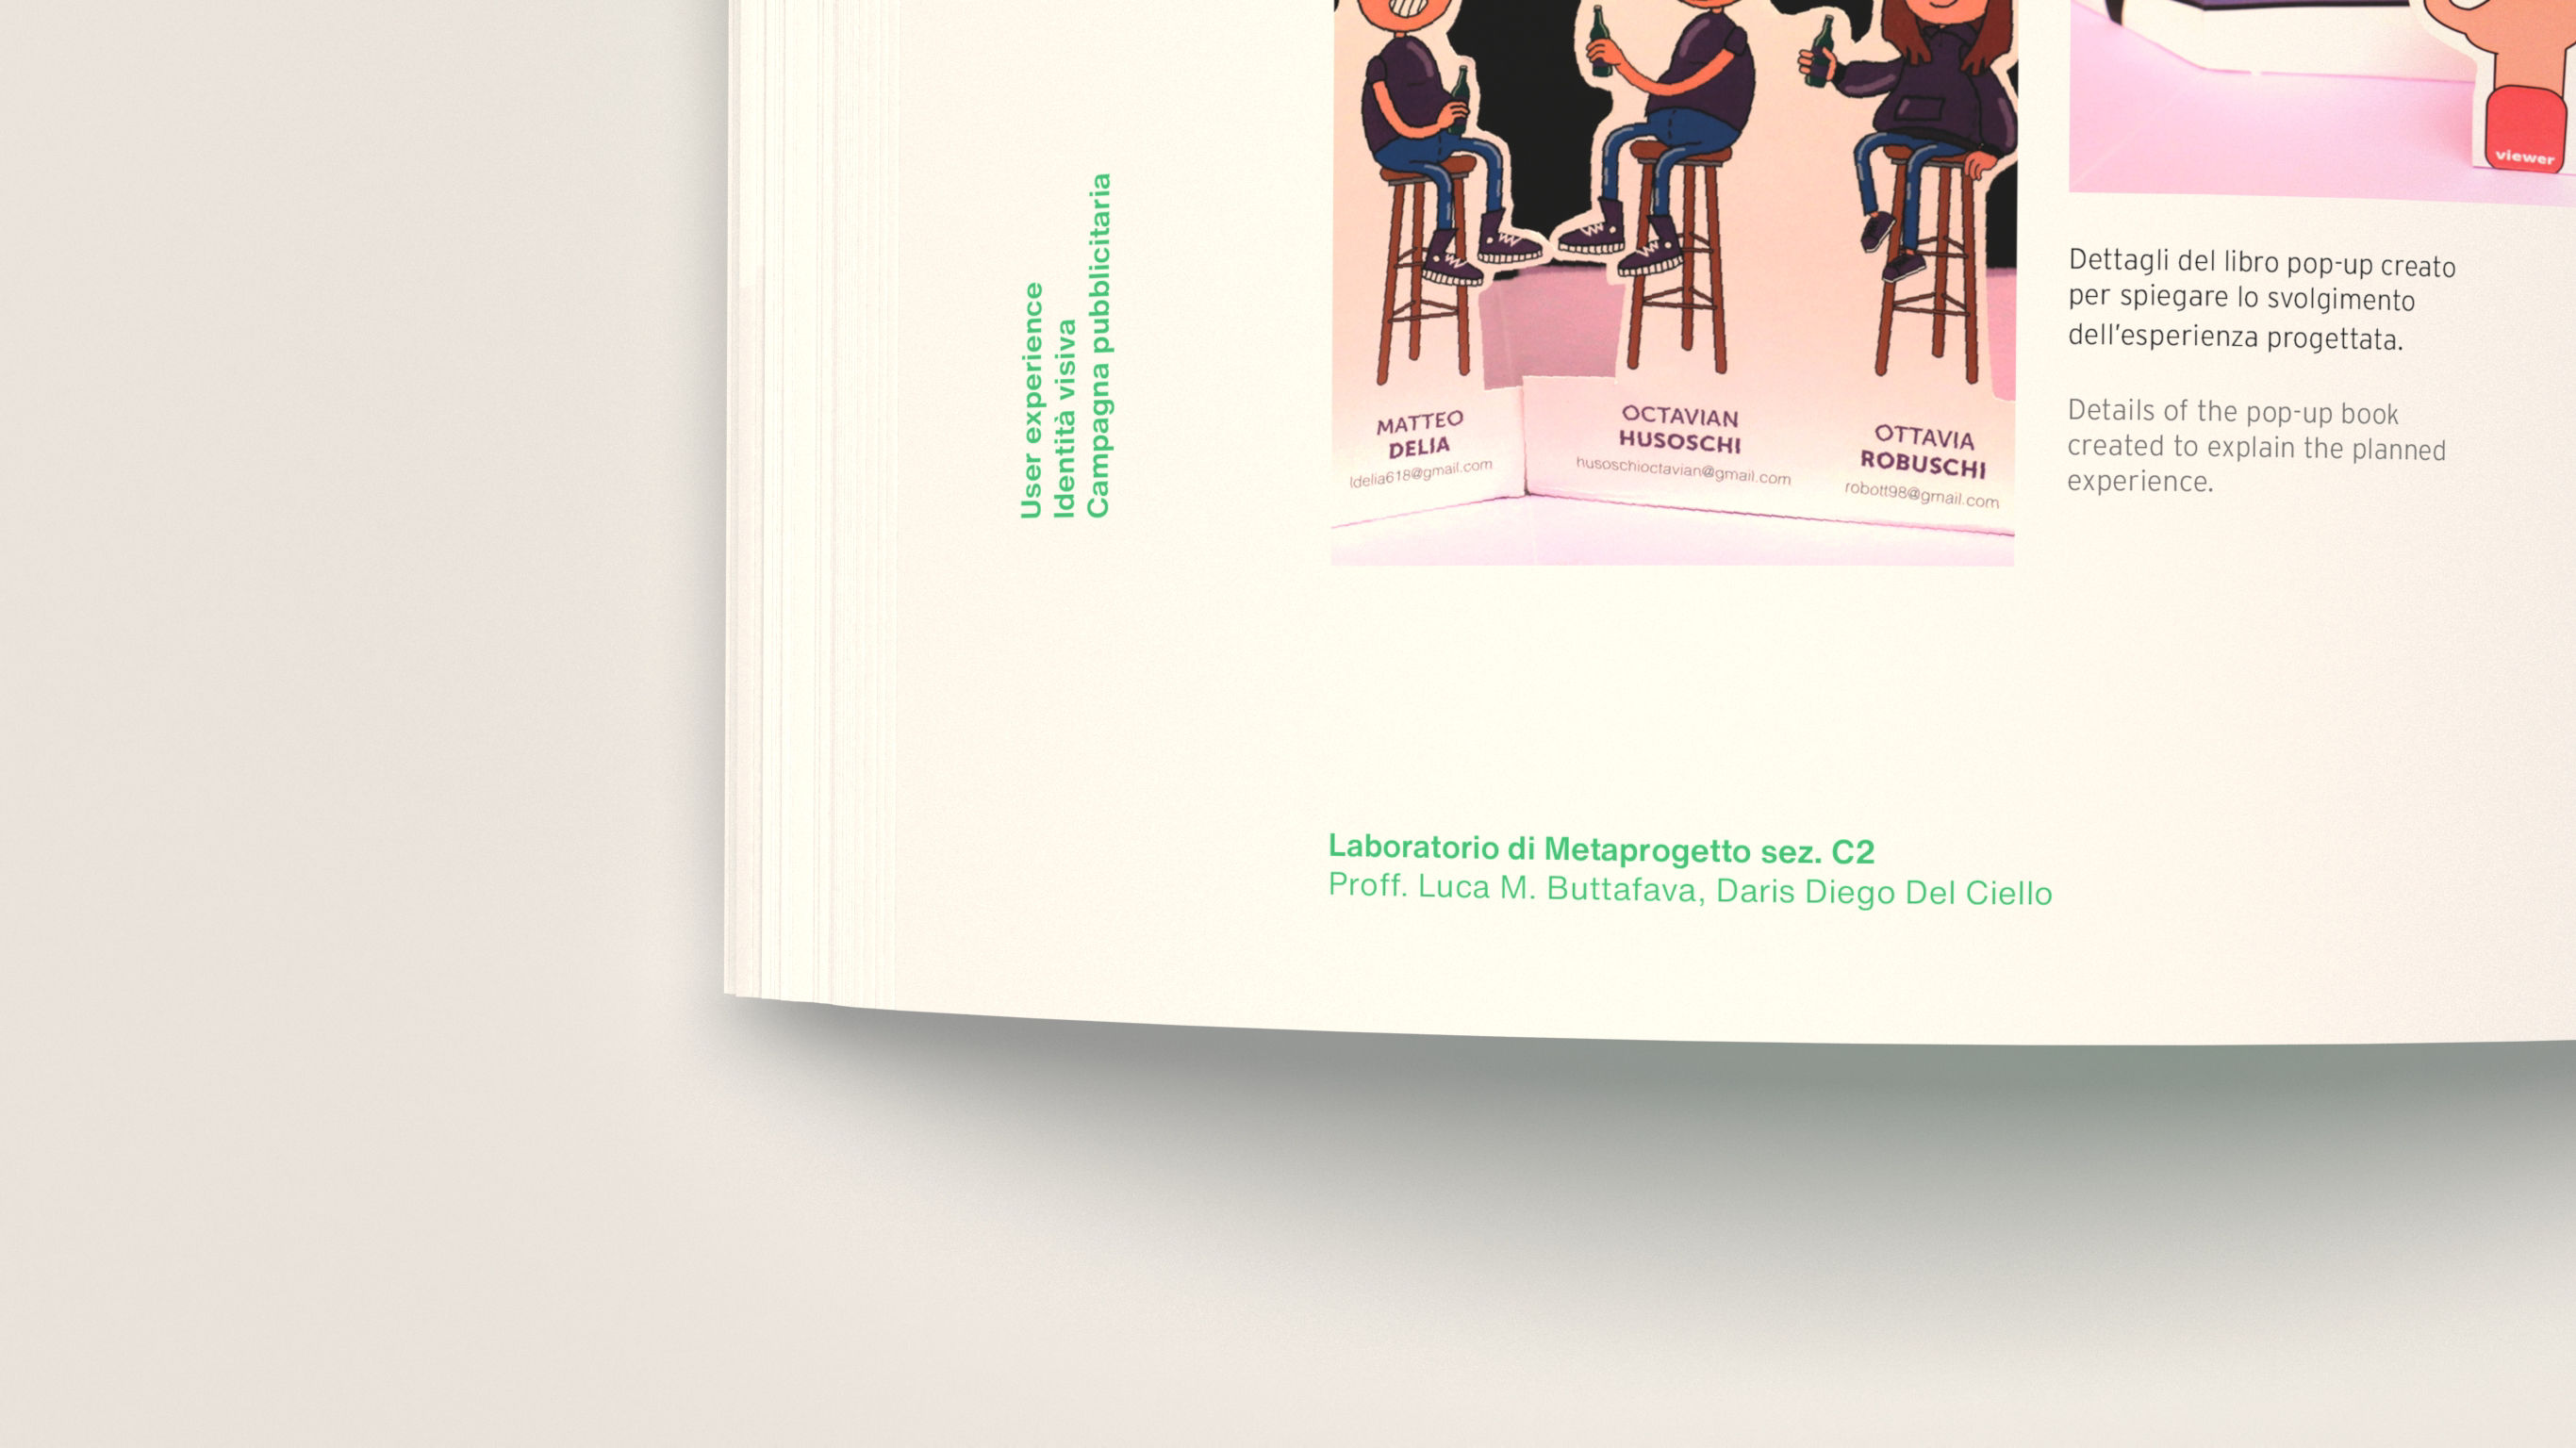 User experience
Identità visiva
Campagna pubblicitaria
MATTEO
DELIA
ldelia618@gmail.com
OCTAVIAN
HUSOSCHI
husoschioctavian@gmail.com
OTTAVIA
ROBUSCHI
robott98@gmail.com
viewer
Dettagli del libro pop-up creato
per spiegare lo svolgimento
dell'esperienza progettata.
Details of the pop-up book
created to explain the planned
experience.
Laboratorio di Metaprogetto sez. C2
Proff. Luca M. Buttafava, Daris Diego Del Ciello